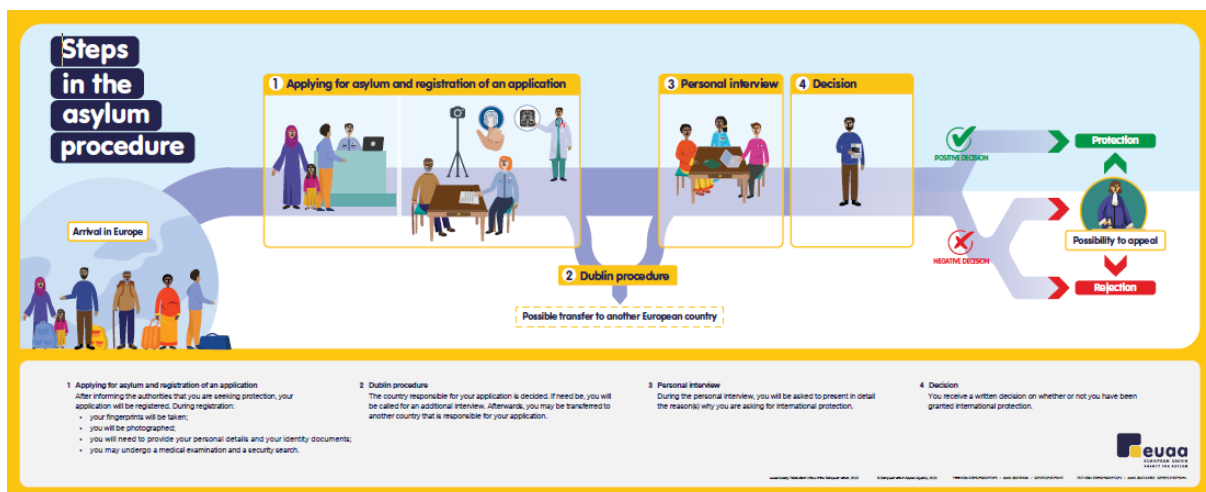 Steps
in the
asylum
procedure
Arrival in Europe
1 Applying for asylum and registration of an application
3 Personal interview
4 Decision
POSITIVE DECISION
Protection
NEGATIVE DECISION
Possibility to appeal
Rejection
2 Dublin procedure
Possible transfer to another European country
1 Applying for asylum and registration of an application
After informing the authorities that you are seeking protection, your
application will be registered. During registration:
• your fingerprints will be taken;
• you will be photographed;
• you will need to provide your personal details and your identity documents;
• you may undergo a medical examination and a security search.
2 Dublin procedure
The country responsible for your application is decided. If need be, you will
be called for an additional interview. Afterwards, you may be transferred to
another country that is responsible for your application.
3 Personal interview
During the personal interview, you will be asked to present in detail
the reason(s) why you are asking for international protection.
4 Decision
You receive a written decision on whether or not you have been
granted international protection.
euaa
EUROPEAN UNION
AGENCY FOR ASYLUM